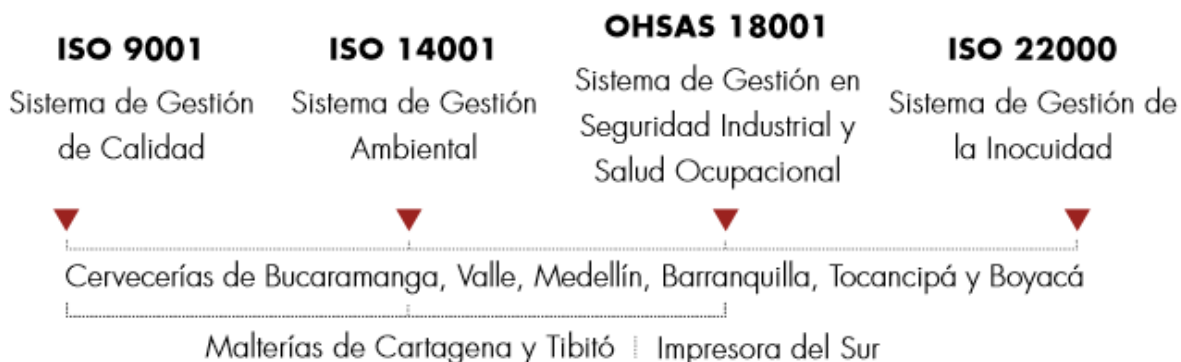 ISO 9001
Sistema de Gestión
de Calidad
ISO 14001
Sistema de Gestión
Ambiental
OHSAS 18001
Sistema de Gestión en
Seguridad Industrial y
Salud Ocupacional
ISO 22000
Sistema de Gestión de
la Inocuidad
Cervecerías de Bucaramanga, Valle, Medellín, Barranquilla, Tocancipá y Boyacá
Malterías de Cartagena y Tibitó
Impresora del Sur